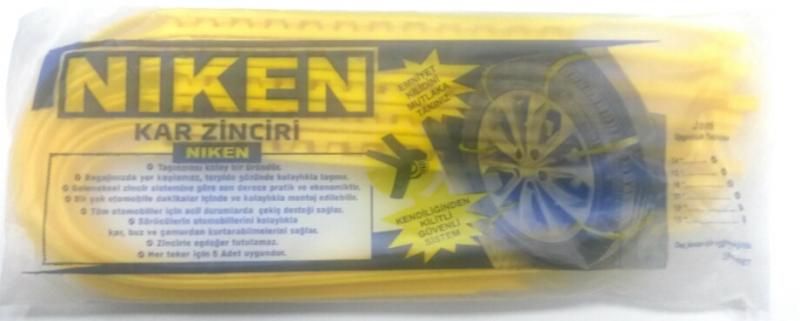 NIKEN
KAR ZİNCİRİ
NIKEN
Taşınması kolay bir üründür.
Bagajınızda yer kaplamaz, torpido gözünde kolaylıkla taşınır.
Geleneksel zincir sistemine göre son derece pratik ve ekonomiktir.
Bir çok otomobile dakikalar içinde ve kolaylıkla montaj edilebilir.
Tüm otomobiller için acil durumlarda çekiş desteği sağlar.
Sürücülerin otomobillerini kolaylıkla
kar, buz ve çamurdan kurtarabilmelerini sağlar.
Zincirle eşdeğer tutulamaz.
Her teker için 5 Adet uygundur.
EMNİYET
KİLİDİNİ
MUTLAKA
TAKINIZ
KENDİLİĞİNDEN
KİLİTLİ
GÜVENLİ
SİSTEM